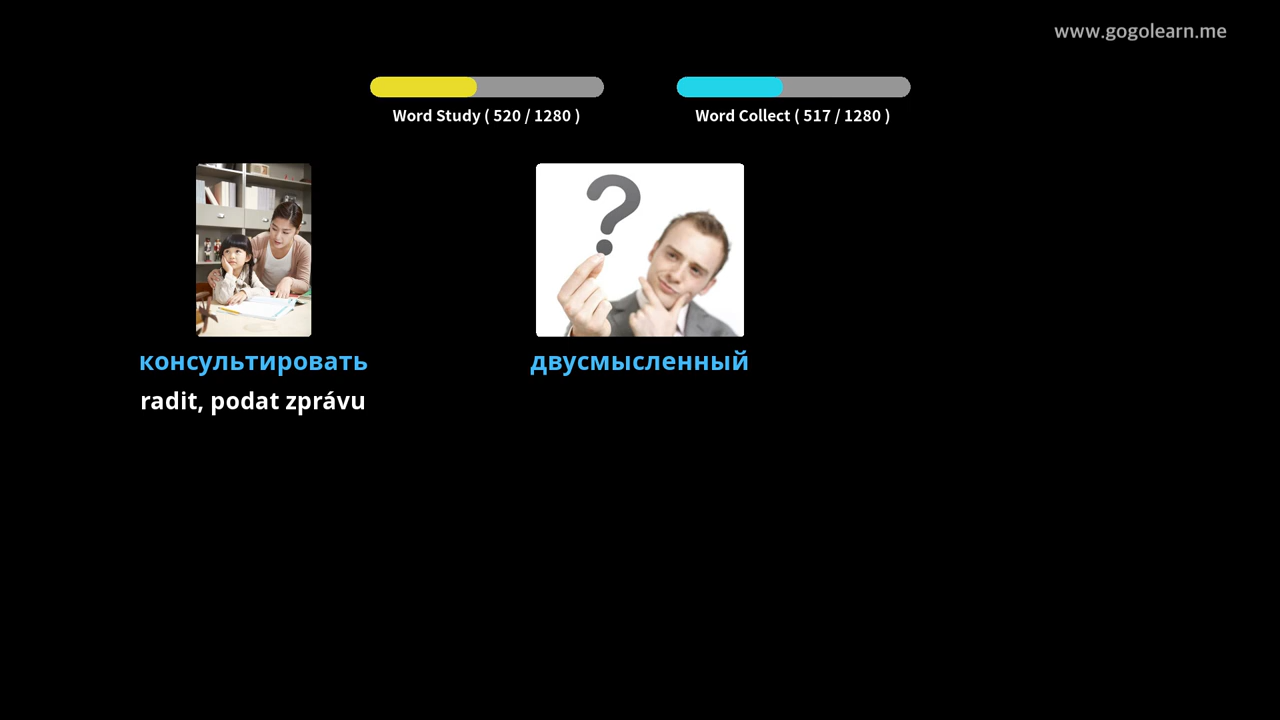 www.gogolearn.me
Word Study ( 520 / 1280 )
Word Collect ( 517 / 1280 )
консультировать
двусмысленный
radit, podat zprávu